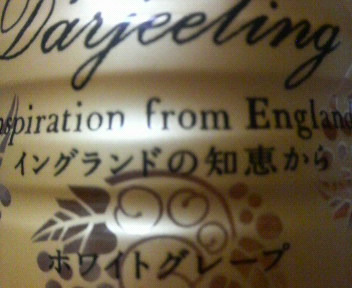 Darjeeling
nspiration from England
イングランドの知恵から
ホワイトグレープ